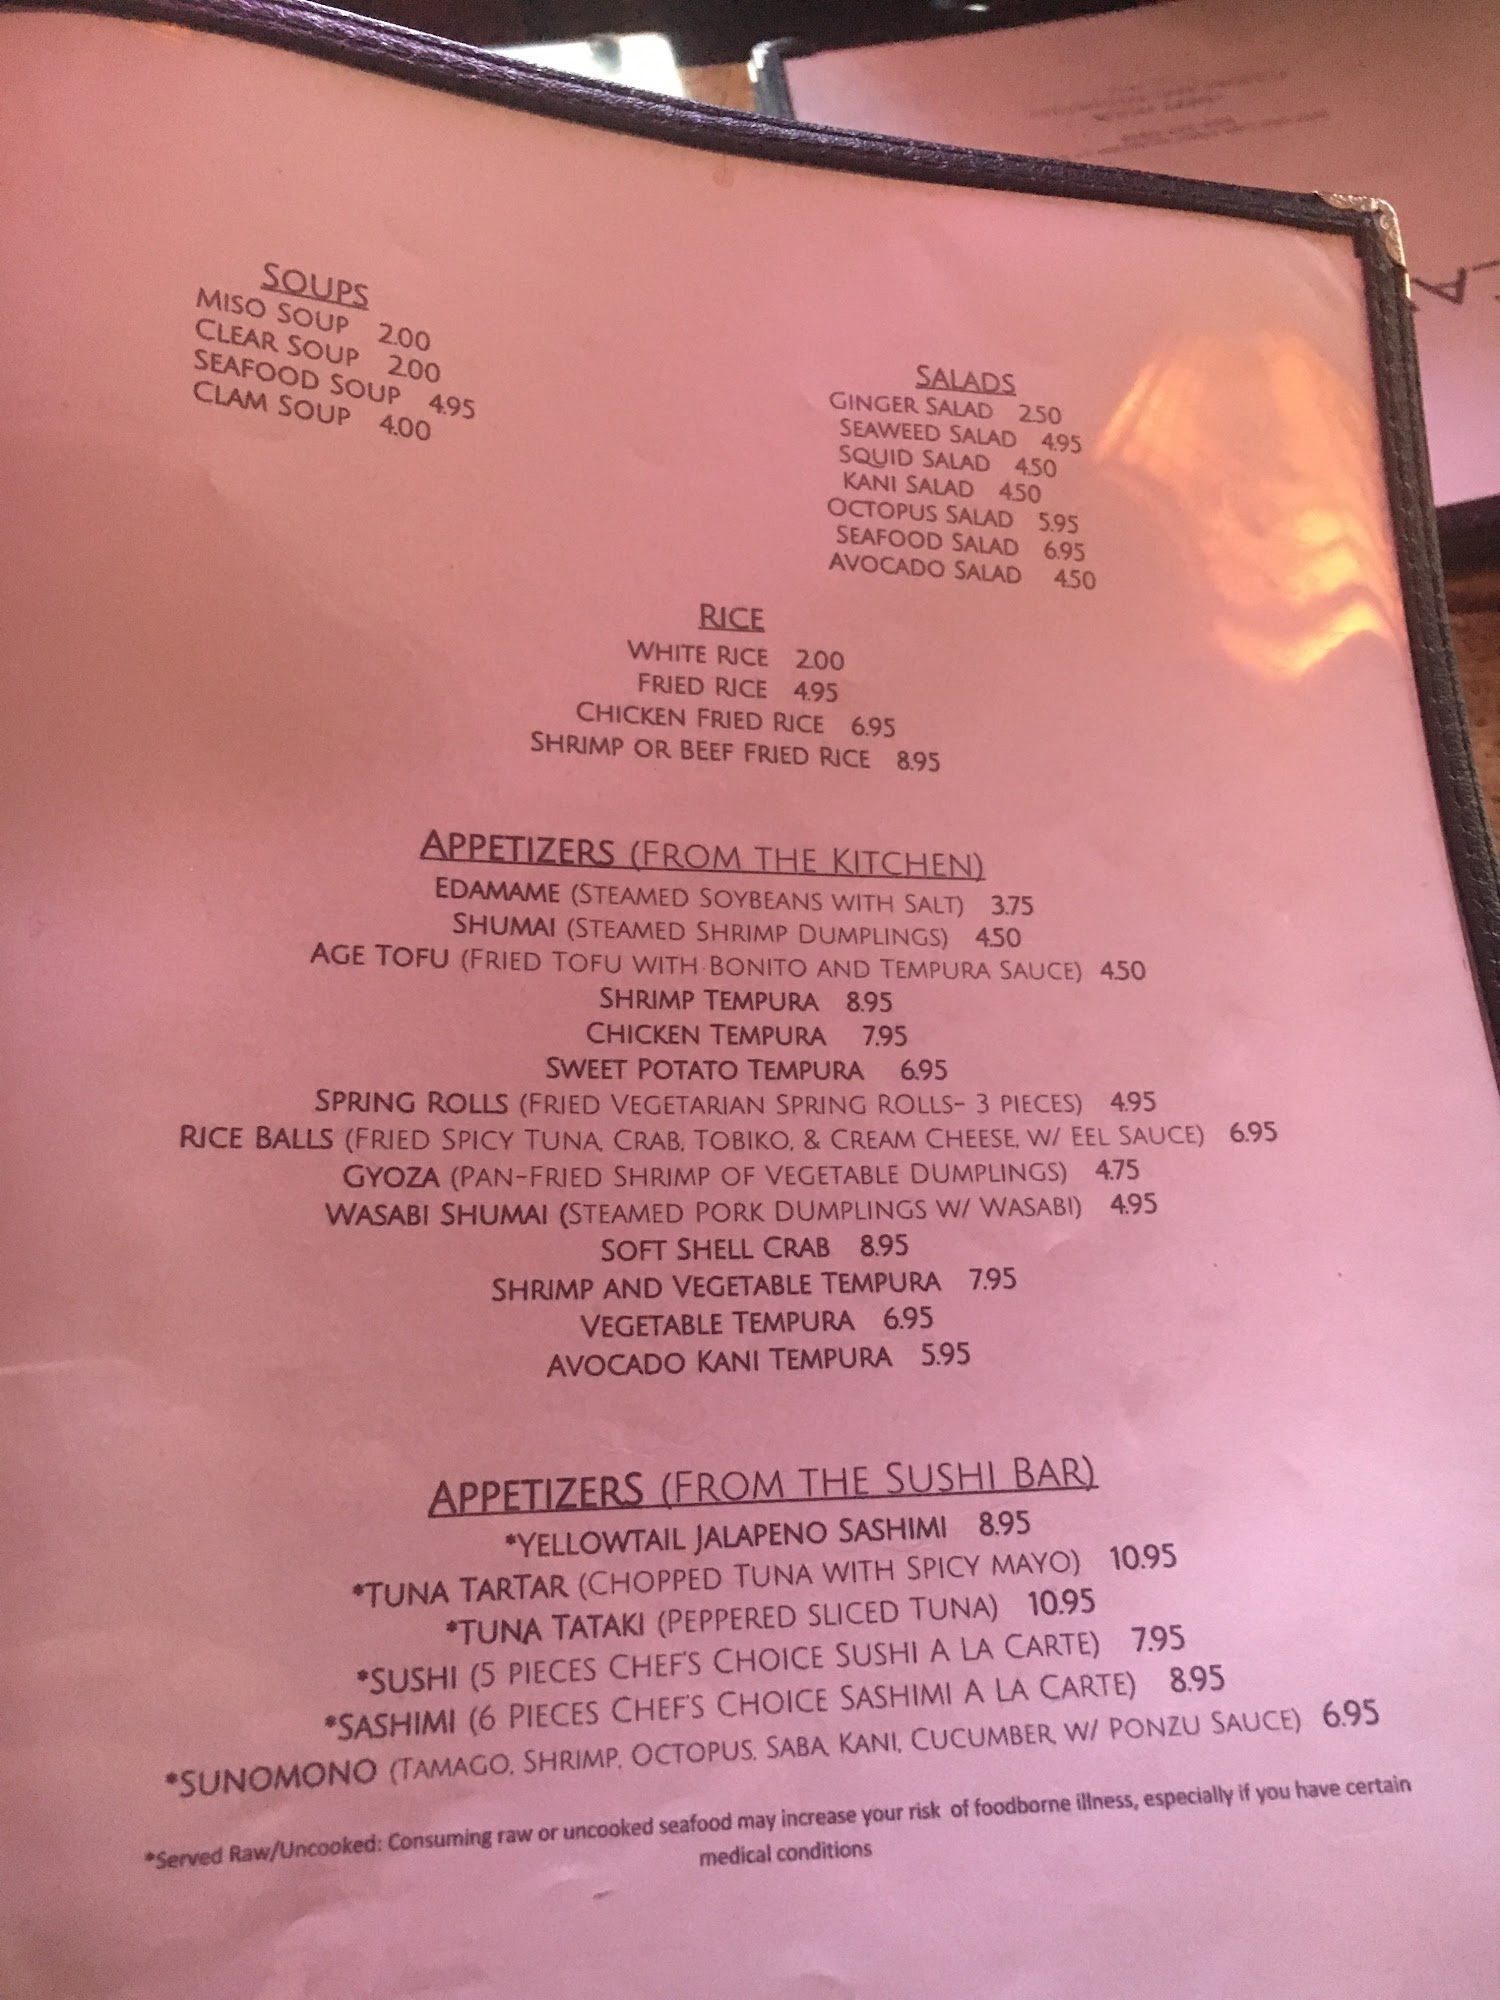 SOUPS
MISO SOUP 2.00
CLEAR SOUP 2.00
SEAFOOD SOUP 4.95
CLAM SOUP 4.00
SALADS
GINGER SALAD 2.50
SEAWEED SALAD 4.95
SQUID SALAD 4.50
KANI SALAD 4.50
OCTOPUS SALAD 5.95
SEAFOOD SALAD 6.95
AVOCADO SALAD 4.50
RICE
WHITE RICE 2.00
FRIED RICE 4.95
CHICKEN FRIED RICE 6.95
SHRIMP OR BEEF FRIED RICE 8.95
APPETIZERS (FROM THE KITCHEN)
EDAMAME (STEAMED SOYBEANS WITH SALT) 3.75
SHUMAI (STEAMED SHRIMP DUMPLINGS) 4.50
AGE TOFU (FRIED TOFU WITH BONITO AND TEMPURA SAUCE) 4.50
SHRIMP TEMPURA 8.95
CHICKEN TEMPURA 7.95
SWEET POTATO TEMPURA 6.95
SPRING ROLLS (FRIED VEGETARIAN SPRING ROLLS- 3 PIECES) 4.95
RICE BALLS (FRIED SPICY TUNA, CRAB, TOBIKO, & CREAM CHEESE, W/ EEL SAUCE) 6.95
GYOZA (PAN-FRIED SHRIMP OF VEGETABLE DUMPLINGS) 4.75
WASABI SHUMAI (STEAMED PORK DUMPLINGS W/ WASABI) 4.95
SOFT SHELL CRAB 8.95
SHRIMP AND VEGETABLE TEMPURA 7.95
VEGETABLE TEMPURA 6.95
AVOCADO KANI TEMPURA 5.95
APPETIZERS (FROM THE SUSHI BAR)
*YELLOWTAIL JALAPENO SASHIMI 8.95
*TUNA TARTAR (CHOPPED TUNA WITH SPICY MAYO) 10.95
*TUNA TATAKI (PEPPERED SLICED TUNA) 10.95
*SUSHI (5 PIECES CHEF'S CHOICE SUSHI A LA CARTE) 7.95
*SASHIMI (6 PIECES CHEF'S CHOICE SASHIMI A LA CARTE) 8.95
*SUNOMONO (TAMAGO, SHRIMP, OCTOPUS, SABA, KANI, CUCUMBER, W/ PONZU SAUCE) 6.95
*Served Raw/Uncooked: Consuming raw or uncooked seafood may increase your risk of foodborne illness, especially if you have certain
medical conditions